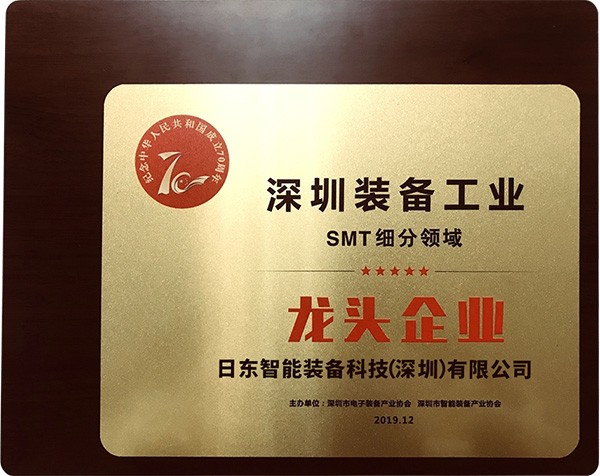 纪念中华人民共和国成立70周年
70
深圳装备工业
SMT细分领域
龙头企业
日东智能装备科技(深圳)有限公司
主办单位：深圳市电子装备产业协会 深圳市智能装备产业协会
2019.12